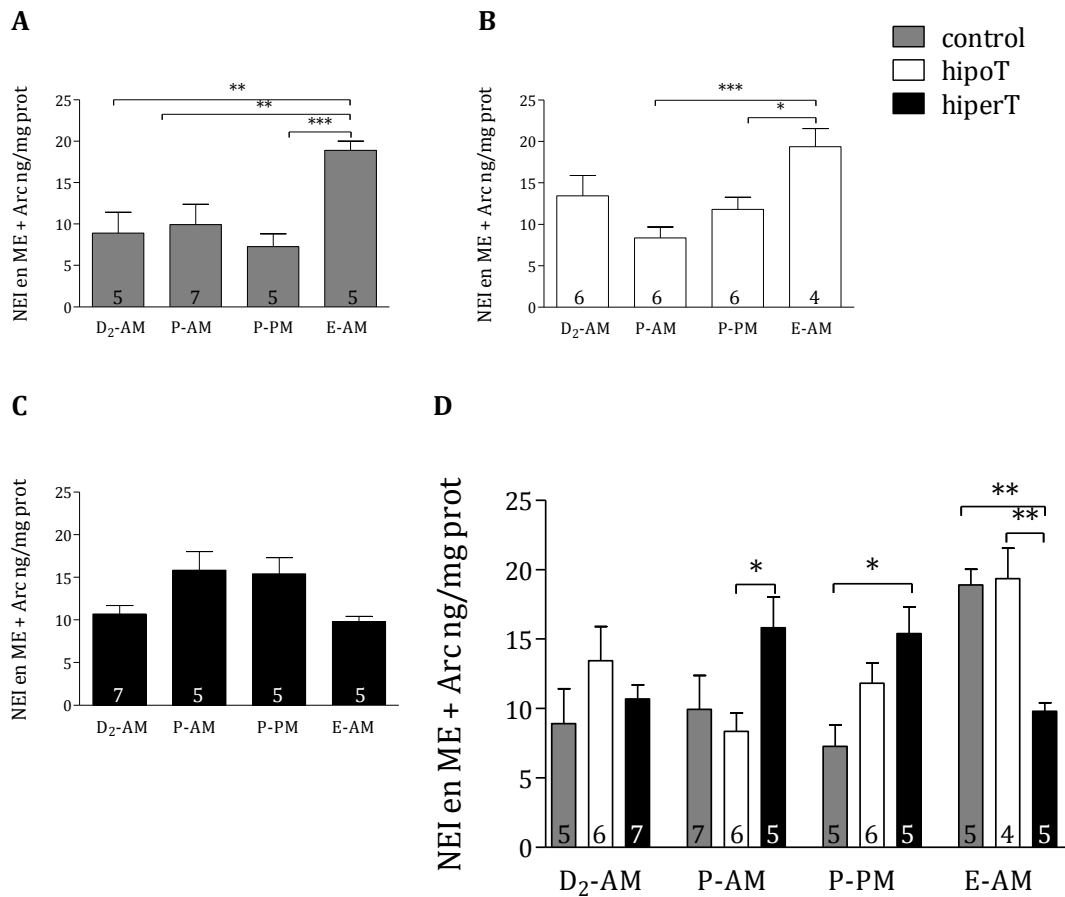 A
NEI en ME + Arc ng/mg prot
25
20
15
10
5
0
**
**
***
5 7 5 5
D₂-AM P-AM P-PM E-AM
B
NEI en ME + Arc ng/mg prot
25
20
15
10
5
0
***
*
6 6 6 4
D₂-AM P-AM P-PM E-AM
control
hipoT
hiperT
C
NEI en ME + Arc ng/mg prot
25
20
15
10
5
0
7 5 5 5
D₂-AM P-AM P-PM E-AM
D
NEI en ME + Arc ng/mg prot
25
20
15
10
5
0
*
*
**
**
5 6 7 7 6 5 5 6 5 5 4 5
D₂-AM P-AM P-PM E-AM